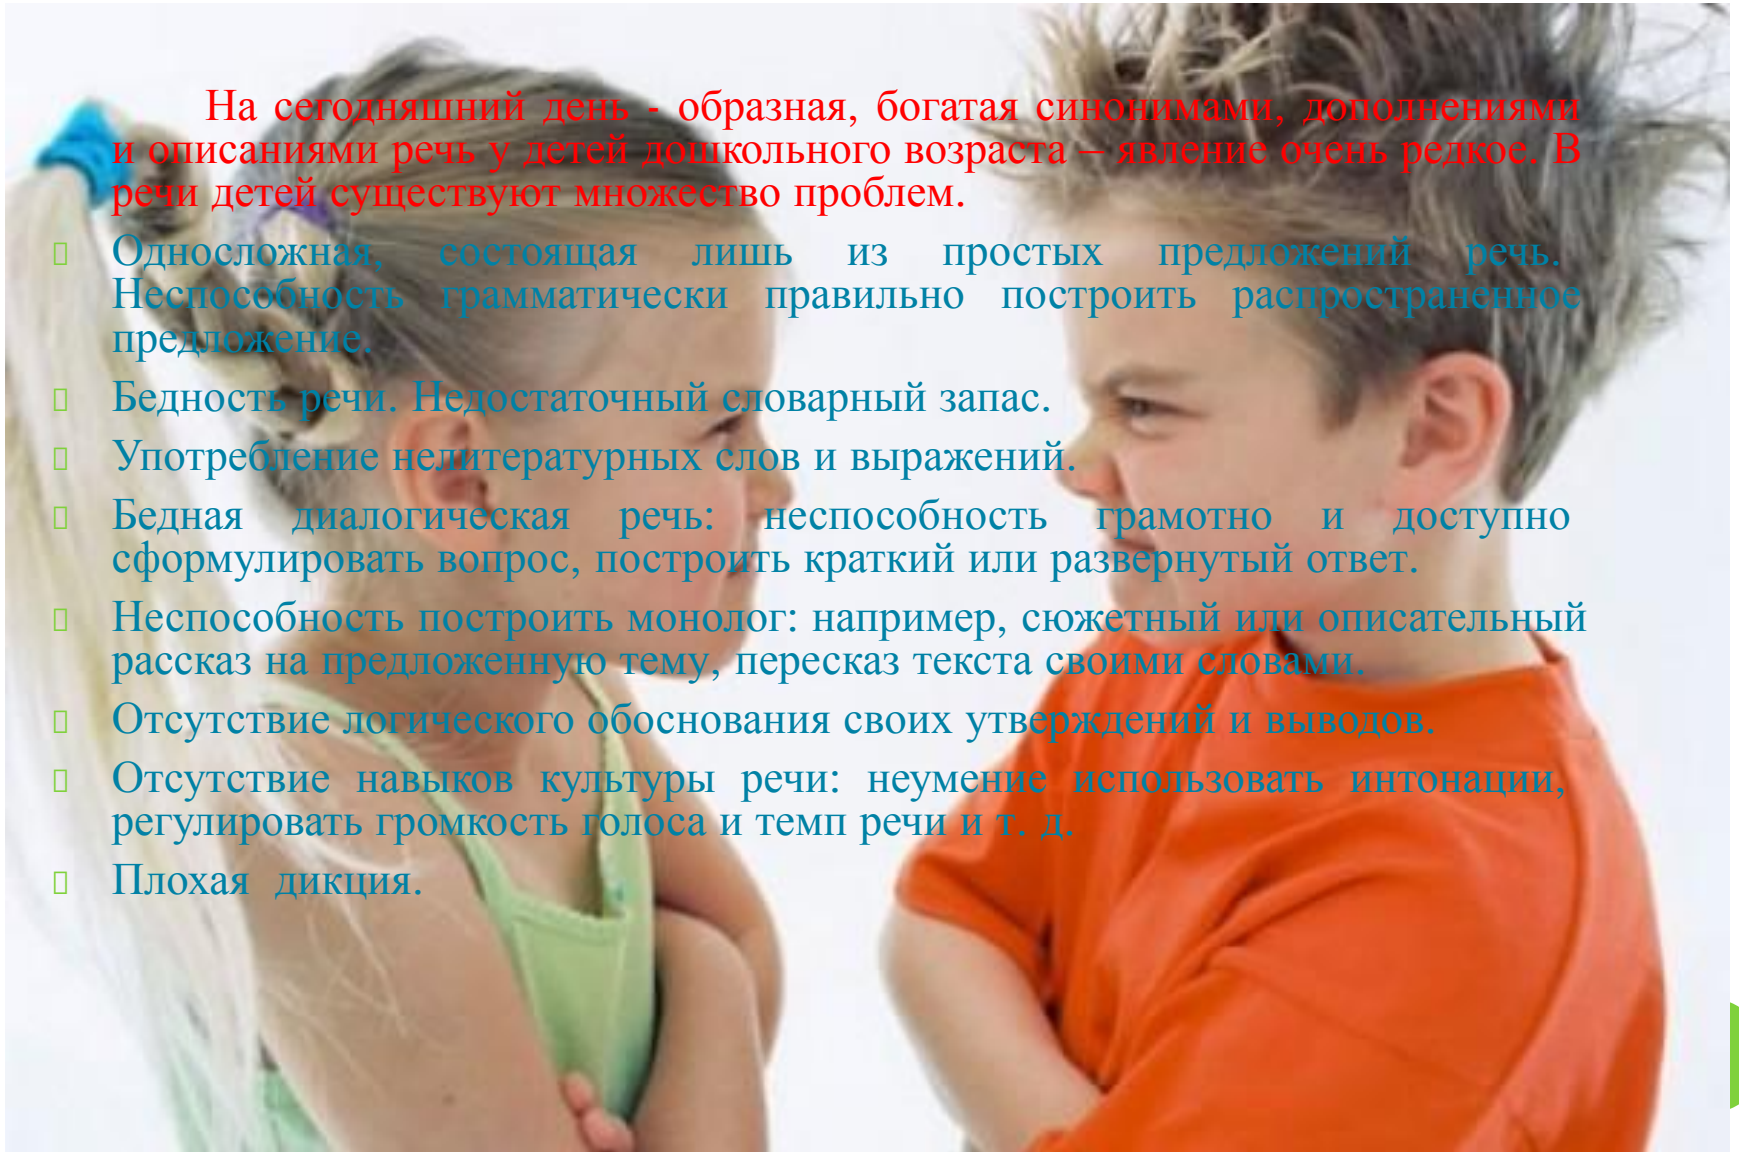 На сегодняшний день - образная, богатая синонимами, дополнениями
и описаниями речь у детей дошкольного возраста – явление очень редкое. В
речи детей существуют множество проблем.
Односложная, состоящая лишь из простых предложений речь.
Неспособность грамматически правильно построить распространенное
предложение.
Бедность речи. Недостаточный словарный запас.
Употребление нелитературных слов и выражений.
Бедная диалогическая речь: неспособность грамотно и доступно
сформулировать вопрос, построить краткий или развернутый ответ.
Неспособность построить монолог: например, сюжетный или описательный
рассказ на предложенную тему, пересказ текста своими словами.
Отсутствие логического обоснования своих утверждений и выводов.
Отсутствие навыков культуры речи: неумение использовать интонации,
регулировать громкость голоса и темп речи и т. д.
Плохая дикция.